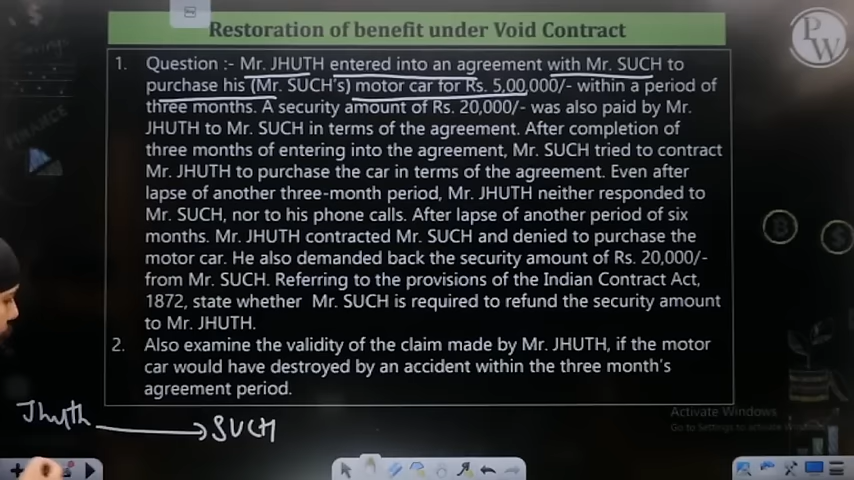 Restoration of benefit under Void Contract
PW
1. Question :- Mr. JHUTH entered into an agreement with Mr. SUCH to
purchase his (Mr. SUCH's) motor car for Rs. 5,00,000/- within a period of
three months. A security amount of Rs. 20,000/- was also paid by Mr.
JHUTH to Mr. SUCH in terms of the agreement. After completion of
three months of entering into the agreement, Mr. SUCH tried to contract
Mr. JHUTH to purchase the car in terms of the agreement. Even after
lapse of another three-month period, Mr. JHUTH neither responded to
Mr. SUCH, nor to his phone calls. After lapse of another period of six
months. Mr. JHUTH contracted Mr. SUCH and denied to purchase the
motor car. He also demanded back the security amount of Rs. 20,000/-
from Mr. SUCH. Referring to the provisions of the Indian Contract Act,
1872, state whether Mr. SUCH is required to refund the security amount
to Mr. JHUTH.
2. Also examine the validity of the claim made by Mr. JHUTH, if the motor
car would have destroyed by an accident within the three month's
agreement period.
FINANCE
Jhuth
SUCH
Activate Windows
Go to Settings to activate Windows